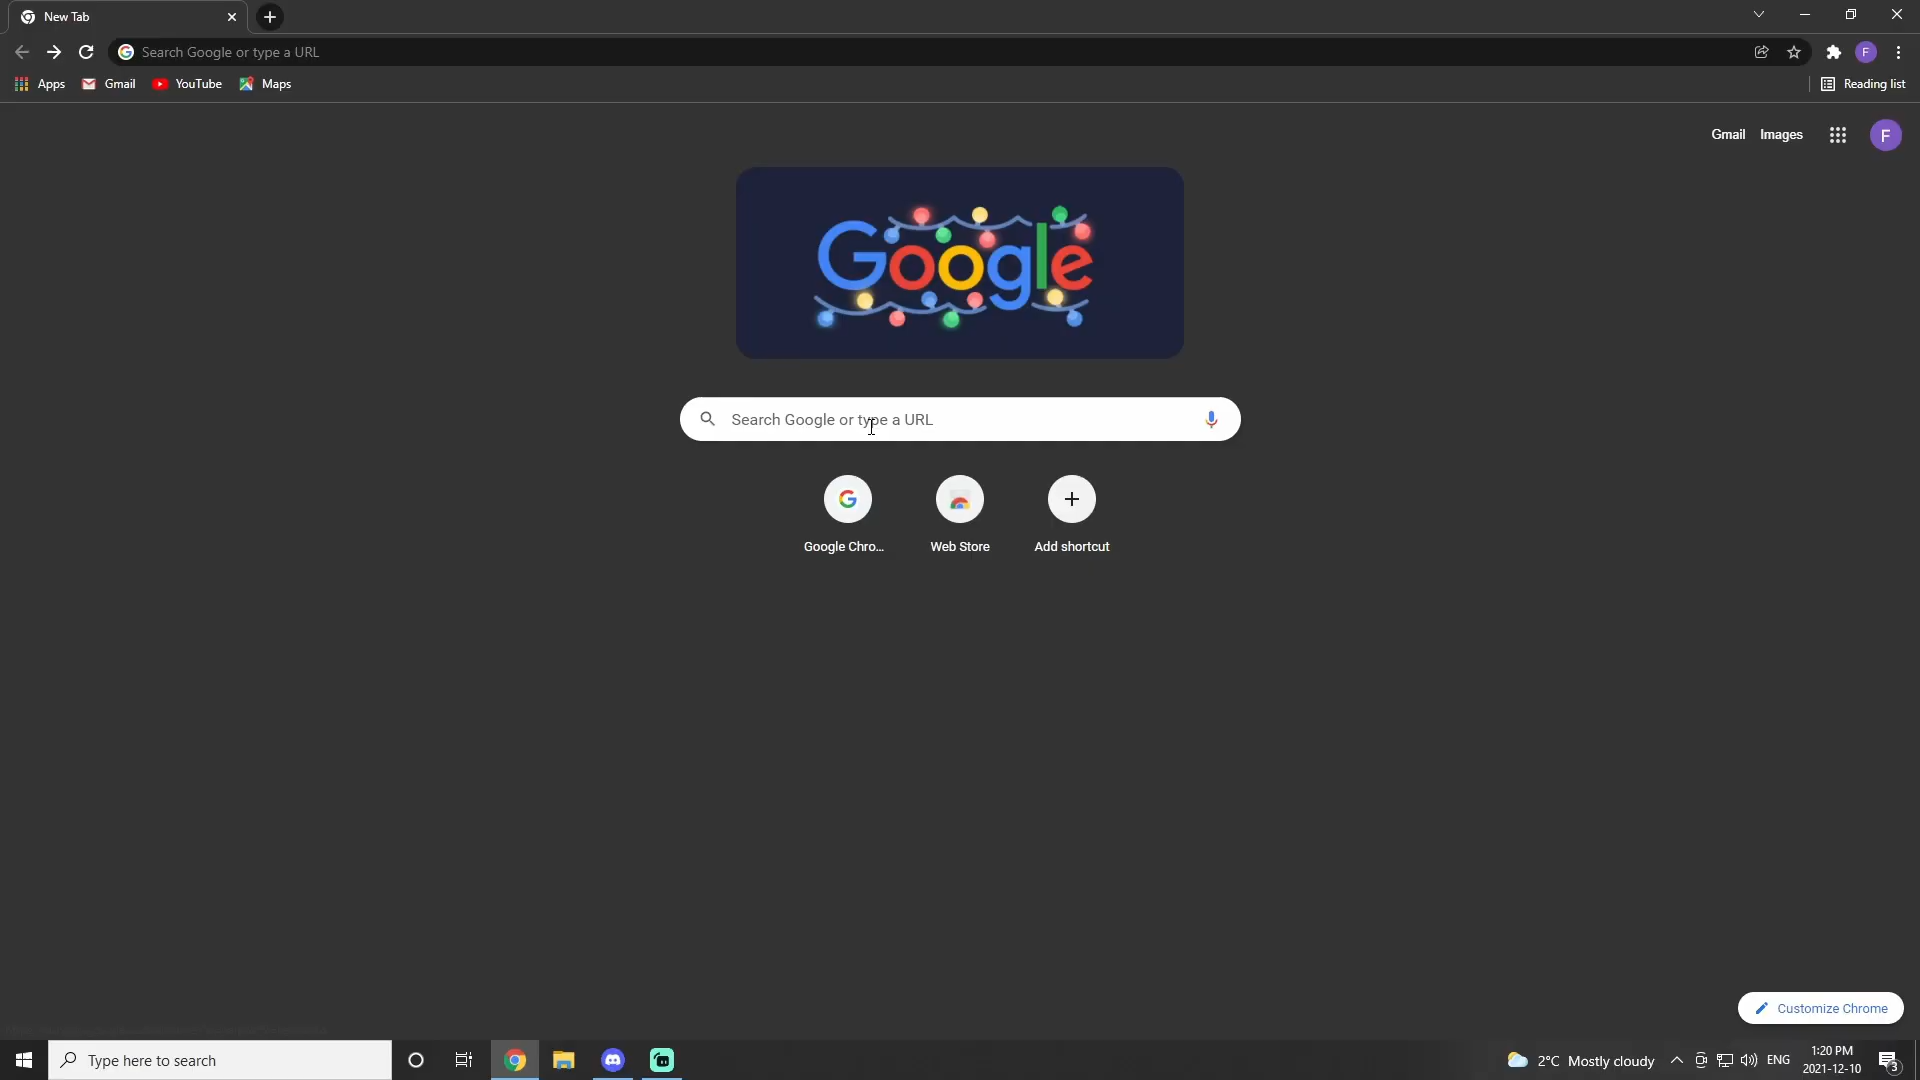 New Tab
Search Google or type a URL
Apps Gmail YouTube Maps Reading list
Gmail Images F
Google
Search Google or type a URL
Google Chro... Web Store Add shortcut
Customize Chrome
Type here to search 2°C Mostly cloudy ENG 1:20 PM
2021-12-10 3